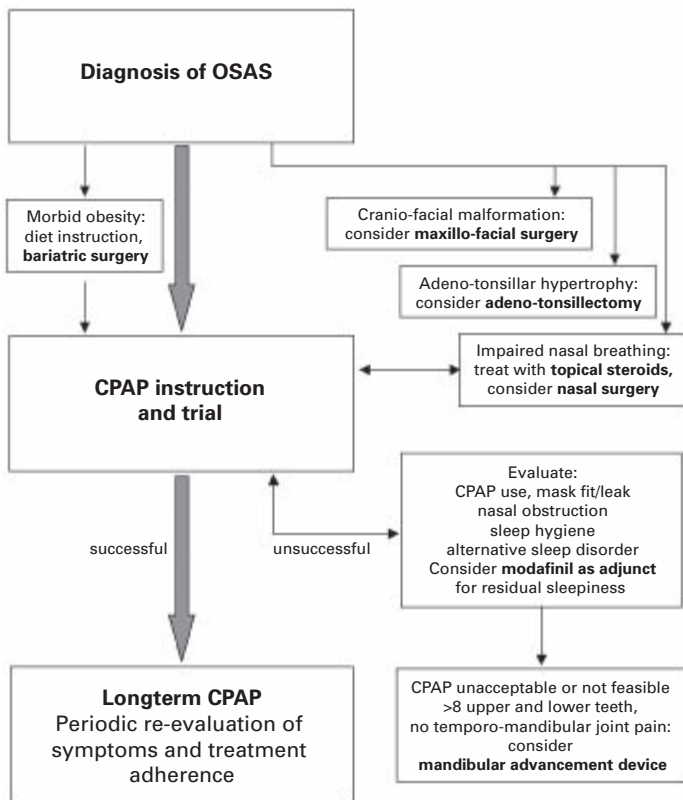 Diagnosis of OSAS
Morbid obesity:
diet instruction,
bariatric surgery
Cranio-facial malformation:
consider maxillo-facial surgery
Adeno-tonsillar hypertrophy:
consider adeno-tonsillectomy
Impaired nasal breathing:
treat with topical steroids,
consider nasal surgery
CPAP instruction
and trial
Evaluate:
CPAP use, mask fit/leak
nasal obstruction
sleep hygiene
alternative sleep disorder
Consider modafinil as adjunct
for residual sleepiness
successful
unsuccessful
Longterm CPAP
Periodic re-evaluation of
symptoms and treatment
adherence
CPAP unacceptable or not feasible
>8 upper and lower teeth,
no temporo-mandibular joint pain:
consider
mandibular advancement device